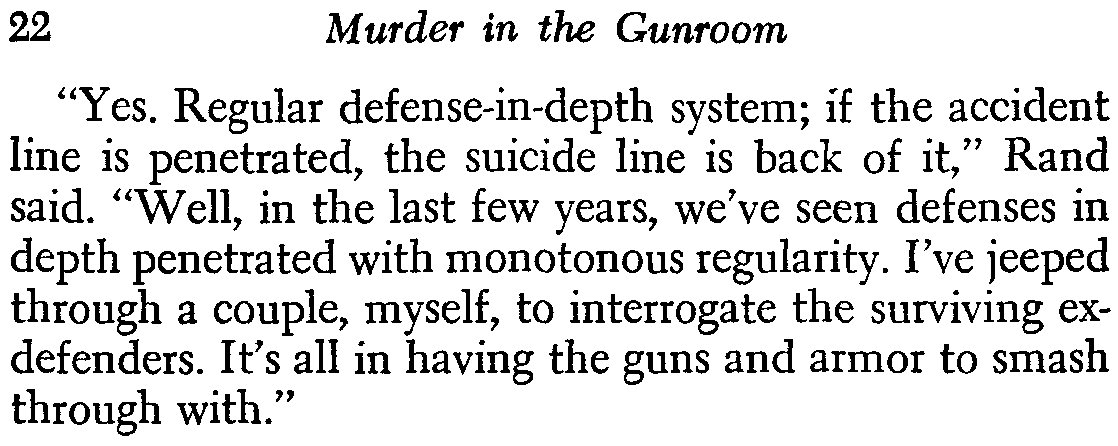 22 Murder in the Gunroom
“Yes. Regular defense-in-depth system; if the accident
line is penetrated, the suicide line is back of it,” Rand
said. “Well, in the last few years, we’ve seen defenses in
depth penetrated with monotonous regularity. I’ve jeeped
through a couple, myself, to interrogate the surviving ex-
defenders. It’s all in having the guns and armor to smash
through with.”